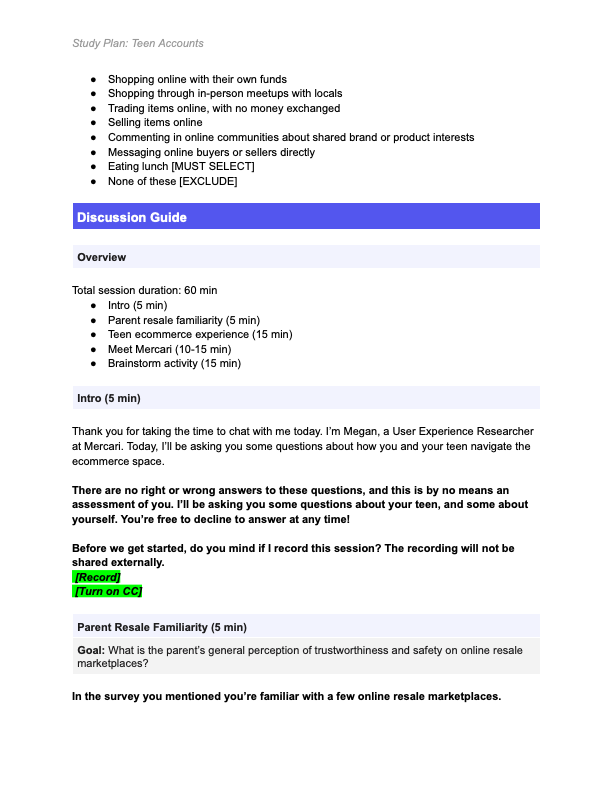 Study Plan: Teen Accounts
● Shopping online with their own funds
● Shopping through in-person meetups with locals
● Trading items online, with no money exchanged
● Selling items online
● Commenting in online communities about shared brand or product interests
● Messaging online buyers or sellers directly
● Eating lunch [MUST SELECT]
● None of these [EXCLUDE]
Discussion Guide
Overview
Total session duration: 60 min
● Intro (5 min)
● Parent resale familiarity (5 min)
● Teen ecommerce experience (15 min)
● Meet Mercari (10-15 min)
● Brainstorm activity (15 min)
Intro (5 min)
Thank you for taking the time to chat with me today. I’m Megan, a User Experience Researcher
at Mercari. Today, I’ll be asking you some questions about how you and your teen navigate the
ecommerce space.
There are no right or wrong answers to these questions, and this is by no means an
assessment of you. I’ll be asking you some questions about your teen, and some about
yourself. You’re free to decline to answer at any time!
Before we get started, do you mind if I record this session? The recording will not be
shared externally.
[Record]
[Turn on CC]
Parent Resale Familiarity (5 min)
Goal: What is the parent’s general perception of trustworthiness and safety on online resale
marketplaces?
In the survey you mentioned you’re familiar with a few online resale marketplaces.